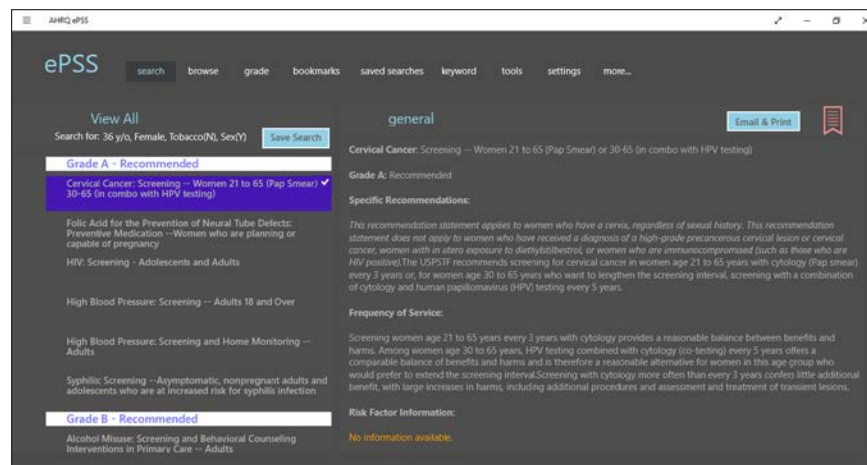 AHRQ ePSS
ePSS
search browse grade bookmarks saved searches keyword tools settings more...
View All
Search for: 36 y/o, Female, Tobacco(N), Sex(Y)
Save Search
Grade A - Recommended
Cervical Cancer: Screening -- Women 21 to 65 (Pap Smear)
30-65 (in combo with HPV testing)
Folic Acid for the Prevention of Neural Tube Defects:
Preventive Medication --Women who are planning or
capable of pregnancy
HIV: Screening - Adolescents and Adults
High Blood Pressure: Screening -- Adults 18 and Over
High Blood Pressure: Screening and Home Monitoring --
Adults
Syphilis: Screening --Asymptomatic, nonpregnant adults and
adolescents who are at increased risk for syphilis infection
Grade B - Recommended
Alcohol Misuse: Screening and Behavioral Counseling
Interventions in Primary Care -- Adults
general
Email & Print
Cervical Cancer: Screening -- Women 21 to 65 (Pap Smear) or 30-65 (in combo with HPV testing)
Grade A: Recommended
Specific Recommendations:
This recommendation statement applies to women who have a cervix, regardless of sexual history. This recommendation
statement does not apply to women who have received a diagnosis of a high-grade precancerous cervical lesion or cervical
cancer, women with in utero exposure to diethylstilbestrol, or women who are immunocompromised (such as those who are
HIV positive).The USPSTF recommends screening for cervical cancer in women age 21 to 65 years with cytology (Pap smear)
every 3 years or, for women age 30 to 65 years who want to lengthen the screening interval, screening with a combination
of cytology and human papillomavirus (HPV) testing every 5 years.
Frequency of Service:
Screening women age 21 to 65 years every 3 years with cytology provides a reasonable balance between benefits and
harms. Among women age 30 to 65 years, HPV testing combined with cytology (co-testing) every 5 years offers a
comparable balance of benefits and harms and is therefore a reasonable alternative for women in this age group who
would prefer to extend the screening interval.Screening with cytology more often than every 3 years confers little additional
benefit, with large increases in harms, including additional procedures and assessment and treatment of transient lesions.
Risk Factor Information:
No information available.